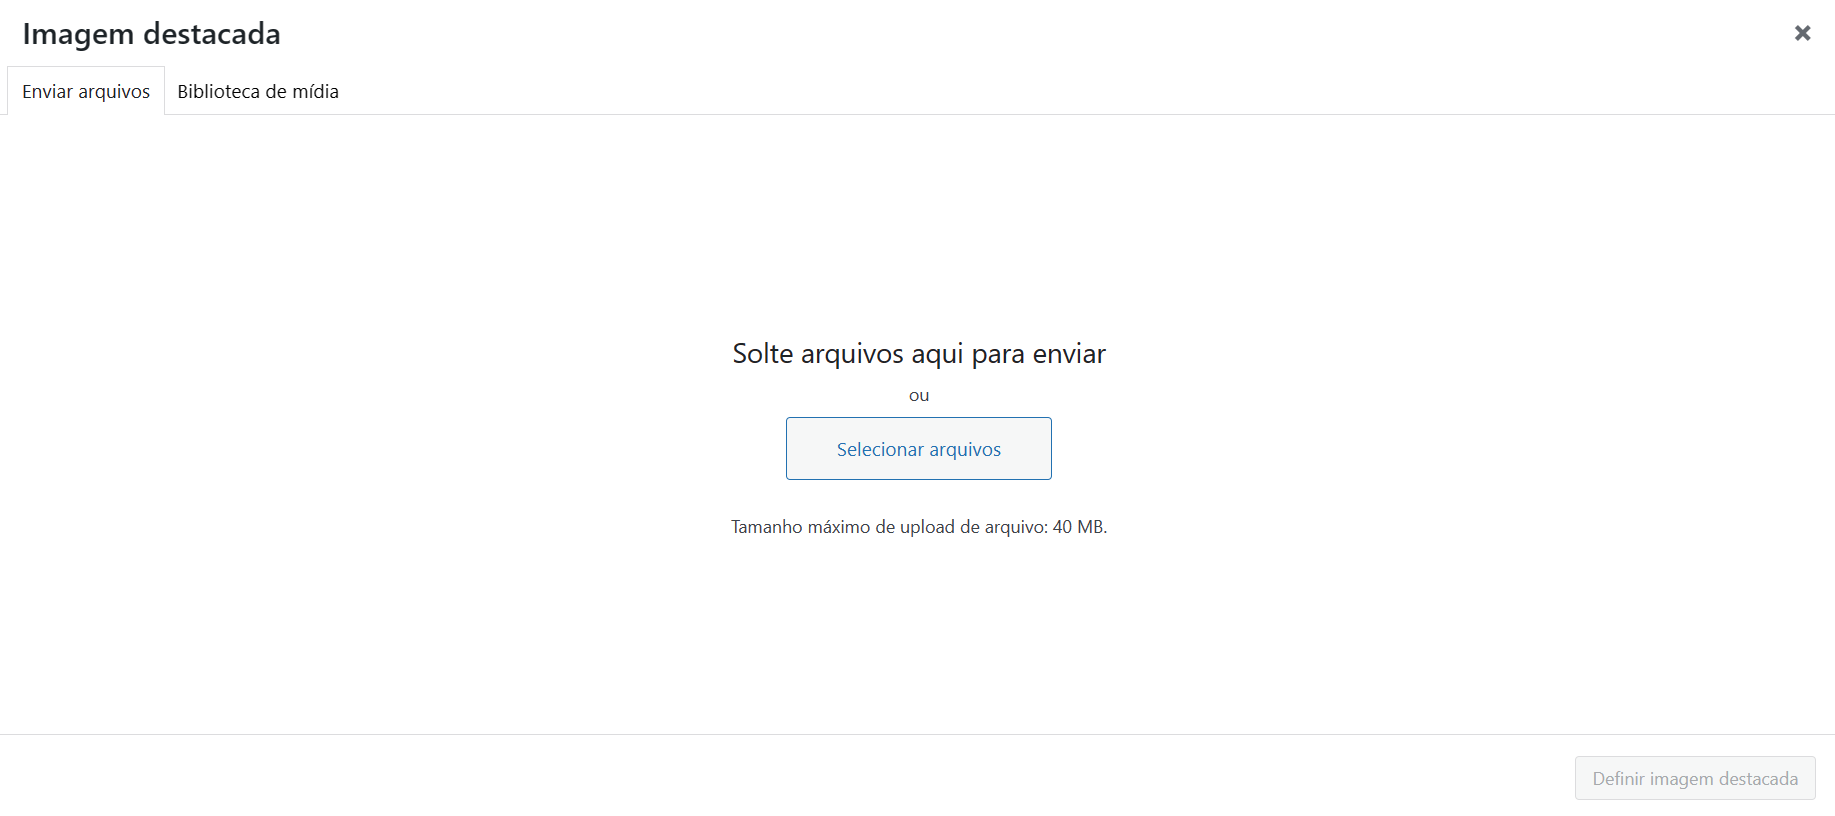 Imagem destacada
Enviar arquivos
Biblioteca de mídia
Solte arquivos aqui para enviar
ou
Selecionar arquivos
Tamanho máximo de upload de arquivo: 40 MB.
Definir imagem destacada